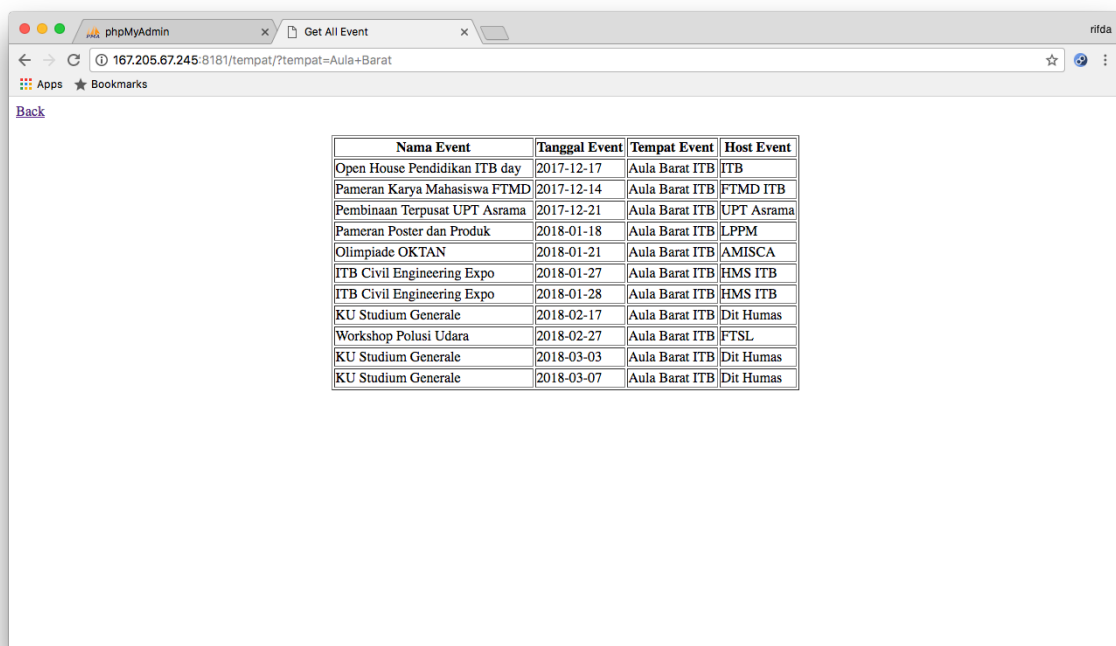 phpMyAdmin
Get All Event
rifda
167.205.67.245:8181/tempat/?tempat=Aula+Barat
Apps Bookmarks
Back
Nama Event Tanggal Event Tempat Event Host Event
Open House Pendidikan ITB day 2017-12-17 Aula Barat ITB ITB
Pameran Karya Mahasiswa FTMD 2017-12-14 Aula Barat ITB FTMD ITB
Pembinaan Terpusat UPT Asrama 2017-12-21 Aula Barat ITB UPT Asrama
Pameran Poster dan Produk 2018-01-18 Aula Barat ITB LPPM
Olimpiade OKTAN 2018-01-21 Aula Barat ITB AMISCA
ITB Civil Engineering Expo 2018-01-27 Aula Barat ITB HMS ITB
ITB Civil Engineering Expo 2018-01-28 Aula Barat ITB HMS ITB
KU Studium Generale 2018-02-17 Aula Barat ITB Dit Humas
Workshop Polusi Udara 2018-02-27 Aula Barat ITB FTSL
KU Studium Generale 2018-03-03 Aula Barat ITB Dit Humas
KU Studium Generale 2018-03-07 Aula Barat ITB Dit Humas